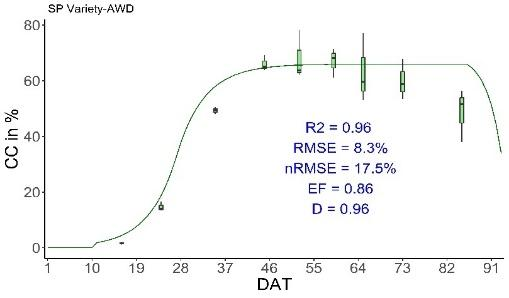 SP Variety-AWD
80
60
40
20
0
CC in %
R2 = 0.96
RMSE = 8.3%
nRMSE = 17.5%
EF = 0.86
D = 0.96
1 10 19 28 37 46 55 64 73 82 91
DAT